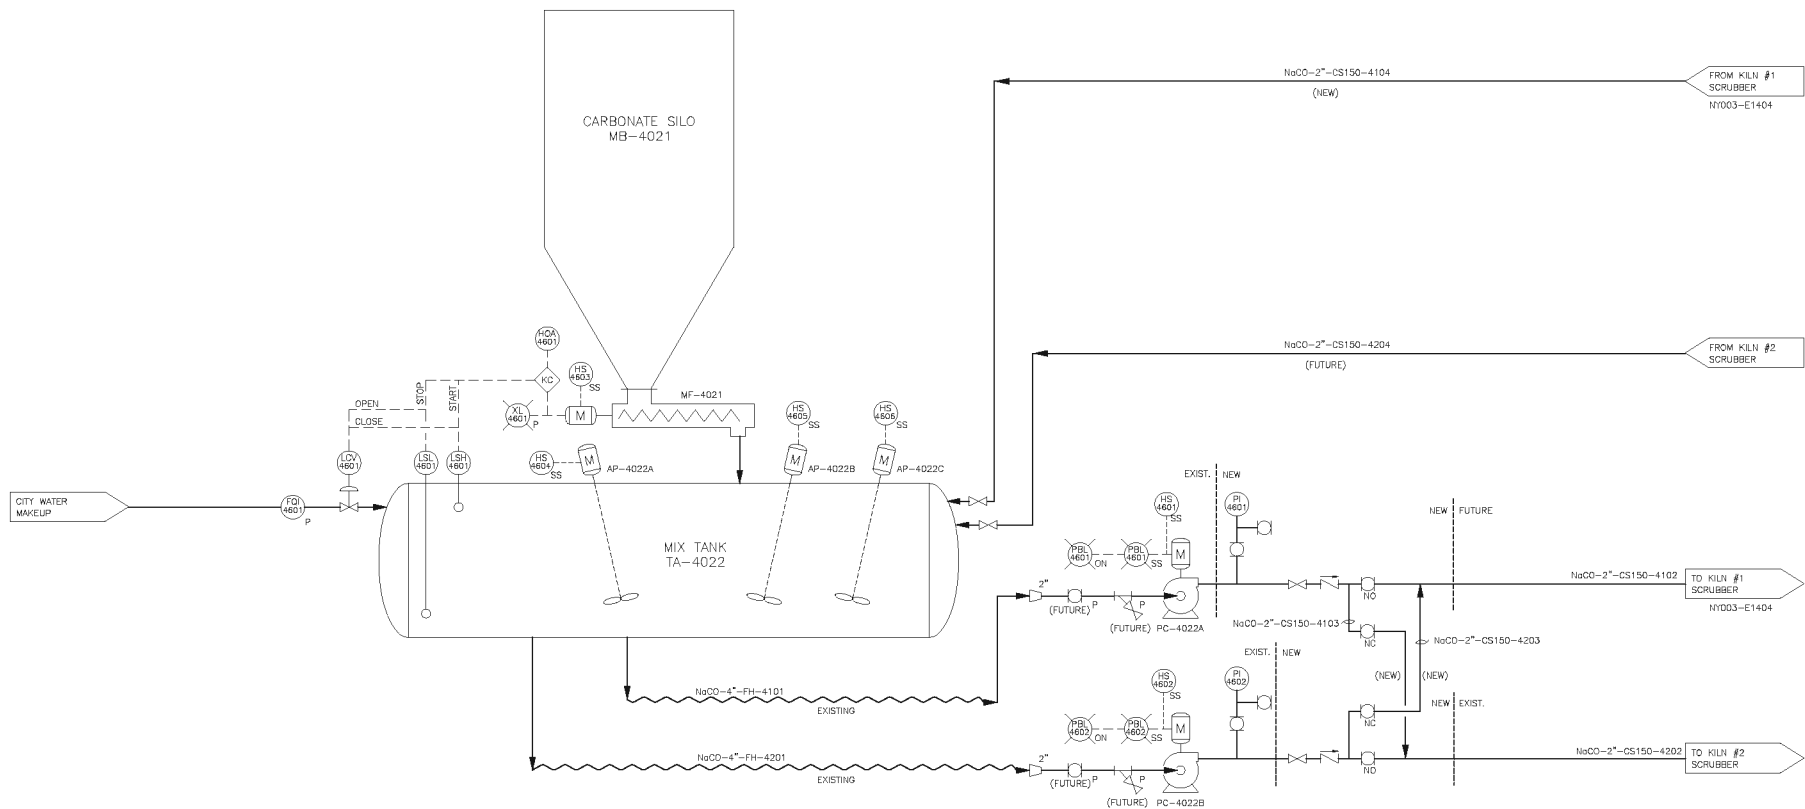 CARBONATE SILO
MB-4021
NaCO-2"-CS150-4104
(NEW)
FROM KILN #1
SCRUBBER
NY003-E1404
NaCO-2"-CS150-4204
(FUTURE)
FROM KILN #2
SCRUBBER
HOA
4601
KC
HS
4603
SS
XL
4601
P
M
MF-4021
STOP
START
OPEN
CLOSE
LCV
4601
LSL
4601
LSH
4601
HS
4604
SS
M
AP-4022A
HS
4605
SS
M
AP-4022B
HS
4606
SS
M
AP-4022C
CITY WATER
MAKEUP
FQI
4601
P
MIX TANK
TA-4022
EXIST.
NEW
HS
4601
SS
PI
4601
NEW
FUTURE
PBL
4601
ON
PBL
4601
SS
M
2"
(FUTURE)
P
P
(FUTURE)
PC-4022A
NO
NaCO-2"-CS150-4102
TO KILN #1
SCRUBBER
NY003-E1404
NaCO-2"-CS150-4103
NC
NaCO-2"-CS150-4203
EXIST.
NEW
(NEW)
(NEW)
NaCO-4"-FH-4101
EXISTING
HS
4602
SS
PI
4602
NEW
EXIST.
PBL
4602
ON
PBL
4602
SS
M
NC
NaCO-4"-FH-4201
EXISTING
2"
(FUTURE)
P
P
(FUTURE)
PC-4022B
NO
NaCO-2"-CS150-4202
TO KILN #2
SCRUBBER